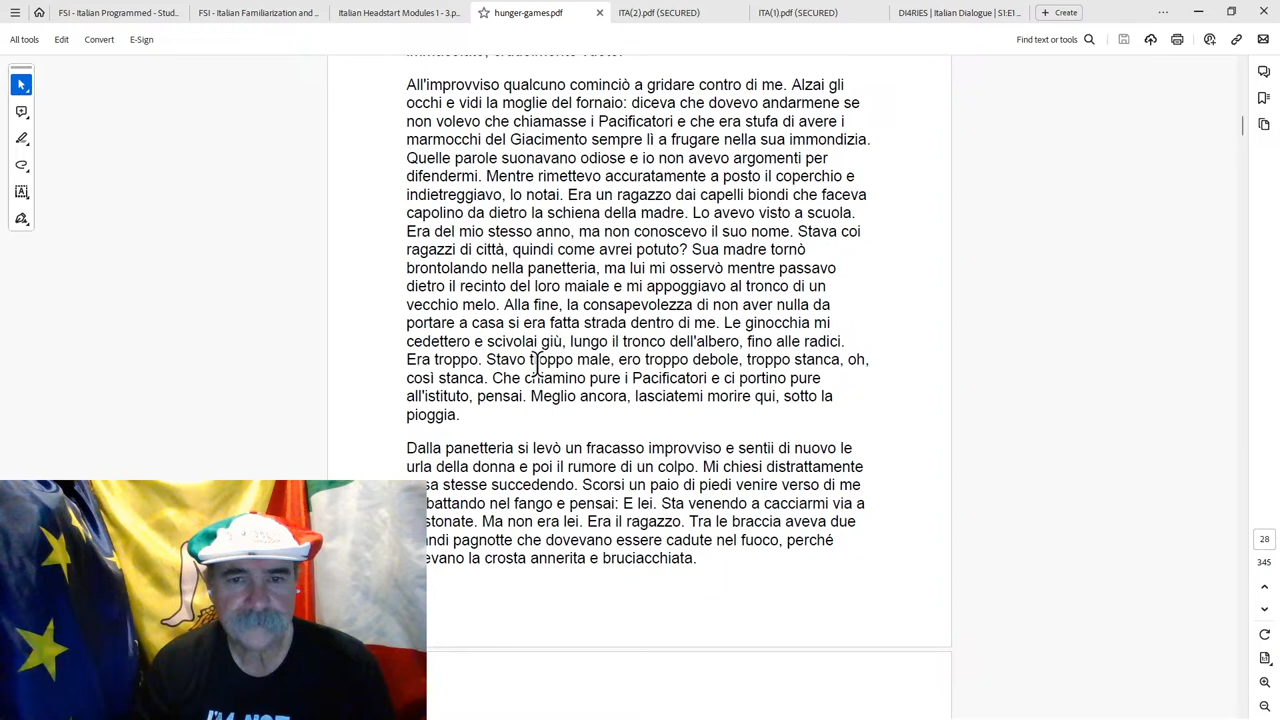 FSI - Italian Programmed - Stud...
FSI - Italian Familiarization and ...
Italian Headstart Modules 1 - 3.p...
hunger-games.pdf
ITA(2).pdf (SECURED)
ITA(1).pdf (SECURED)
DI4RIES | Italian Dialogue | S1:E1 ...
Create
All tools
Edit
Convert
E-Sign
Find text or tools
All'improvviso qualcuno cominciò a gridare contro di me. Alzai gli
occhi e vidi la moglie del fornaio: diceva che dovevo andarmene se
non volevo che chiamasse i Pacificatori e che era stufa di avere i
marmocchi del Giacimento sempre lì a frugare nella sua immondizia.
Quelle parole suonavano odiose e io non avevo argomenti per
difendermi. Mentre rimettevo accuratamente a posto il coperchio e
indietreggiavo, lo notai. Era un ragazzo dai capelli biondi che faceva
capolino da dietro la schiena della madre. Lo avevo visto a scuola.
Era del mio stesso anno, ma non conoscevo il suo nome. Stava coi
ragazzi di città, quindi come avrei potuto? Sua madre tornò
brontolando nella panetteria, ma lui mi osservò mentre passavo
dietro il recinto del loro maiale e mi appoggiavo al tronco di un
vecchio melo. Alla fine, la consapevolezza di non aver nulla da
portare a casa si era fatta strada dentro di me. Le ginocchia mi
cedettero e scivolai giù, lungo il tronco dell'albero, fino alle radici.
Era troppo. Stavo troppo male, ero troppo debole, troppo stanca, oh,
così stanca. Che chiamino pure i Pacificatori e ci portino pure
all'istituto, pensai. Meglio ancora, lasciatemi morire qui, sotto la
pioggia.
Dalla panetteria si levò un fracasso improvviso e sentii di nuovo le
urla della donna e poi il rumore di un colpo. Mi chiesi distrattamente
sa stesse succedendo. Scorsi un paio di piedi venire verso di me
battando nel fango e pensai: E lei. Sta venendo a cacciarmi via a
stonate. Ma non era lei. Era il ragazzo. Tra le braccia aveva due
andi pagnotte che dovevano essere cadute nel fuoco, perché
evano la crosta annerita e bruciacchiata.
28
345
I'M NOT